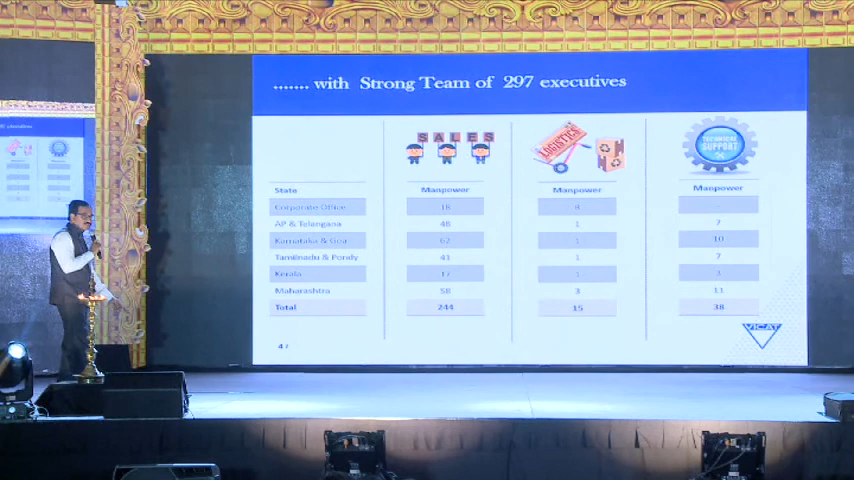 ....... with Strong Team of 297 executives
SALES
LOGISTICS
TECHNICAL
SUPPORT
State Manpower Manpower Manpower
Corporate Office 18 8 -
AP & Telangana 48 1 7
Karnataka & Goa 62 1 10
Tamilnadu & Pondy 41 1 7
Kerala 17 1 3
Maharashtra 58 3 11
Total 244 15 38
VICAT
47